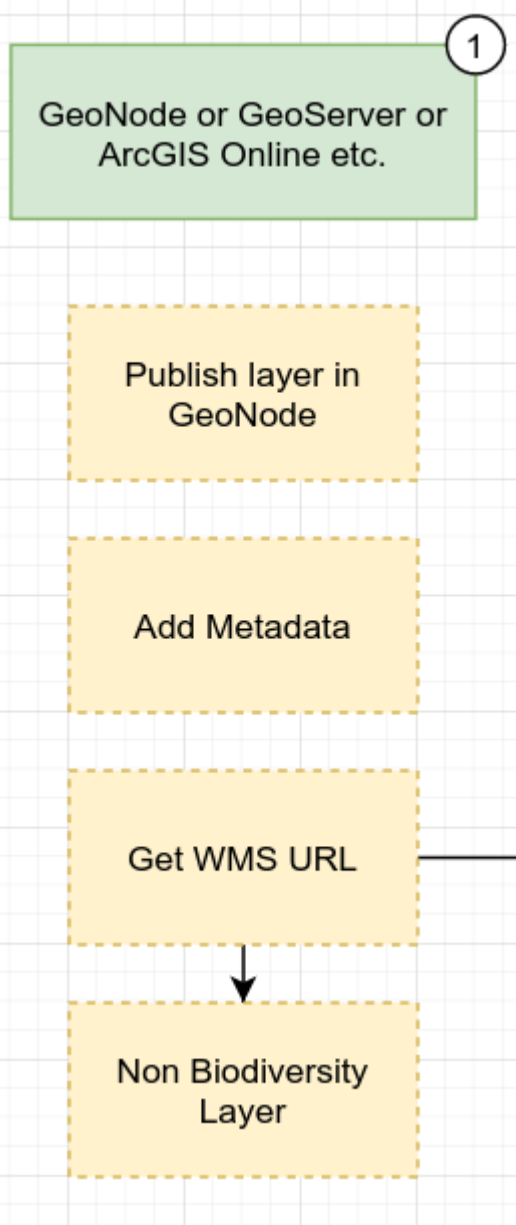 1
GeoNode or GeoServer or
ArcGIS Online etc.
Publish layer in
GeoNode
Add Metadata
Get WMS URL
Non Biodiversity
Layer